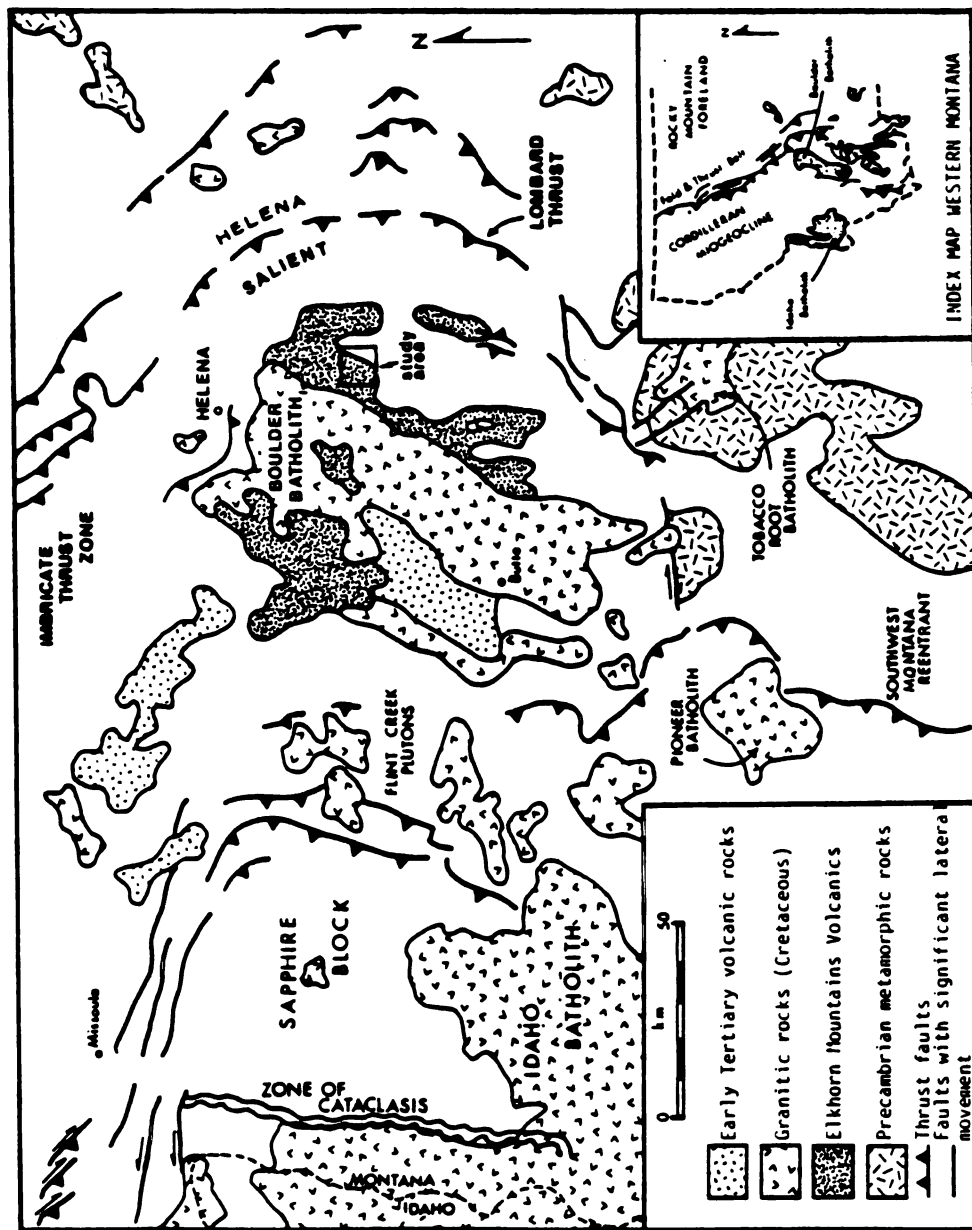 Missoula
IMBRICATE THRUST
ZONE
HELENA
HELENA
SALIENT
LOMBARD
THRUST
N
SAPPHIRE
BLOCK
FLINT CREEK
PLUTONS
BOULDER
BATHOLITH
study
area
Butte
ZONE OF
CATACLASIS
MONTANA
IDAHO
IDAHO
BATHOLITH
PIONEER
BATHOLITH
SOUTHWEST
MONTANA
REENTRANT
TOBACCO
ROOT
BATHOLITH
0 km 50
Early Tertiary volcanic rocks
Granitic rocks (Cretaceous)
Elkhorn Mountains Volcanics
Precambrian metamorphic rocks
Thrust faults
Faults with significant lateral
movement
N
ROCKY
MOUNTAIN
FORELAND
Fold & Thrust Belt
CORDILLERAN
MIOGEOCLINE
Boulder
Batholith
Idaho
Batholith
INDEX MAP WESTERN MONTANA